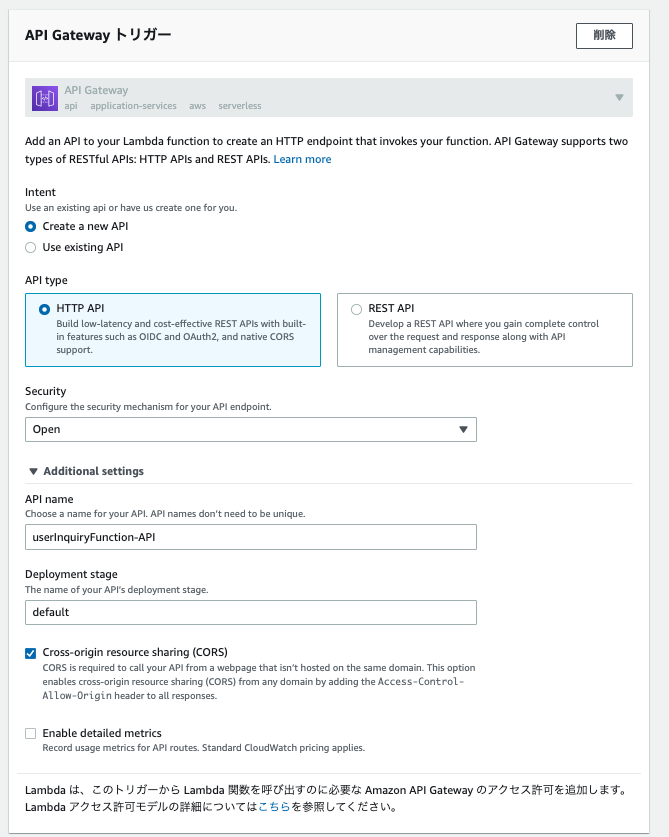 API Gateway トリガー
削除
API Gateway
api application-services aws serverless
Add an API to your Lambda function to create an HTTP endpoint that invokes your function. API Gateway supports two
types of RESTful APIs: HTTP APIs and REST APIs. Learn more
Intent
Use an existing api or have us create one for you.
Create a new API
Use existing API
API type
HTTP API
Build low-latency and cost-effective REST APIs with built-
in features such as OIDC and OAuth2, and native CORS
support.
REST API
Develop a REST API where you gain complete control
over the request and response along with API
management capabilities.
Security
Configure the security mechanism for your API endpoint.
Open
Additional settings
API name
Choose a name for your API. API names don't need to be unique.
userInquiryFunction-API
Deployment stage
The name of your API's deployment stage.
default
Cross-origin resource sharing (CORS)
CORS is required to call your API from a webpage that isn't hosted on the same domain. This option
enables cross-origin resource sharing (CORS) from any domain by adding the Access-Control-
Allow-Origin header to all responses.
Enable detailed metrics
Record usage metrics for API routes. Standard CloudWatch pricing applies.
Lambda は、このトリガーから Lambda 関数を呼び出すのに必要な Amazon API Gateway のアクセス許可を追加します。
Lambda アクセス許可モデルの詳細についてはこちらを参照してください。